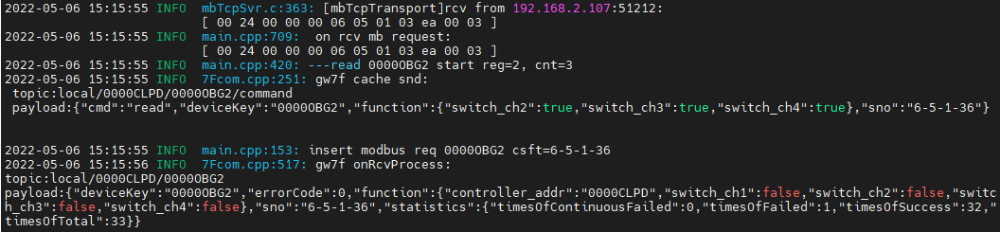 2022-05-06 15:15:55 INFO  mbTcpSvr.c:363: [mbTcpTransport]rcv from 192.168.2.107:51212:
[ 00 24 00 00 00 06 05 01 03 ea 00 03 ]
2022-05-06 15:15:55 INFO  main.cpp:709:  on rcv mb request:
[ 00 24 00 00 00 06 05 01 03 ea 00 03 ]
2022-05-06 15:15:55 INFO  main.cpp:420: ---read 0000OBG2 start reg=2, cnt=3
2022-05-06 15:15:55 INFO  7Fcom.cpp:251: gw7f cache snd:
topic:local/0000CLPD/0000OBG2/command
payload:{"cmd":"read","deviceKey":"0000OBG2","function":{"switch_ch2":true,"switch_ch3":true,"switch_ch4":true},"sno":"6-5-1-36"}
2022-05-06 15:15:55 INFO  main.cpp:153: insert modbus req 0000OBG2 csft=6-5-1-36
2022-05-06 15:15:56 INFO  7Fcom.cpp:517: gw7f onRcvProcess:
topic:local/0000CLPD/0000OBG2
payload:{"deviceKey":"0000OBG2","errorCode":0,"function":{"controller_addr":"0000CLPD","switch_ch1":false,"switch_ch2":false,"switc
h_ch3":false,"switch_ch4":false},"sno":"6-5-1-36","statistics":{"timesOfContinuousFailed":0,"timesOfFailed":1,"timesOfSuccess":32,"
timesOfTotal":33}}